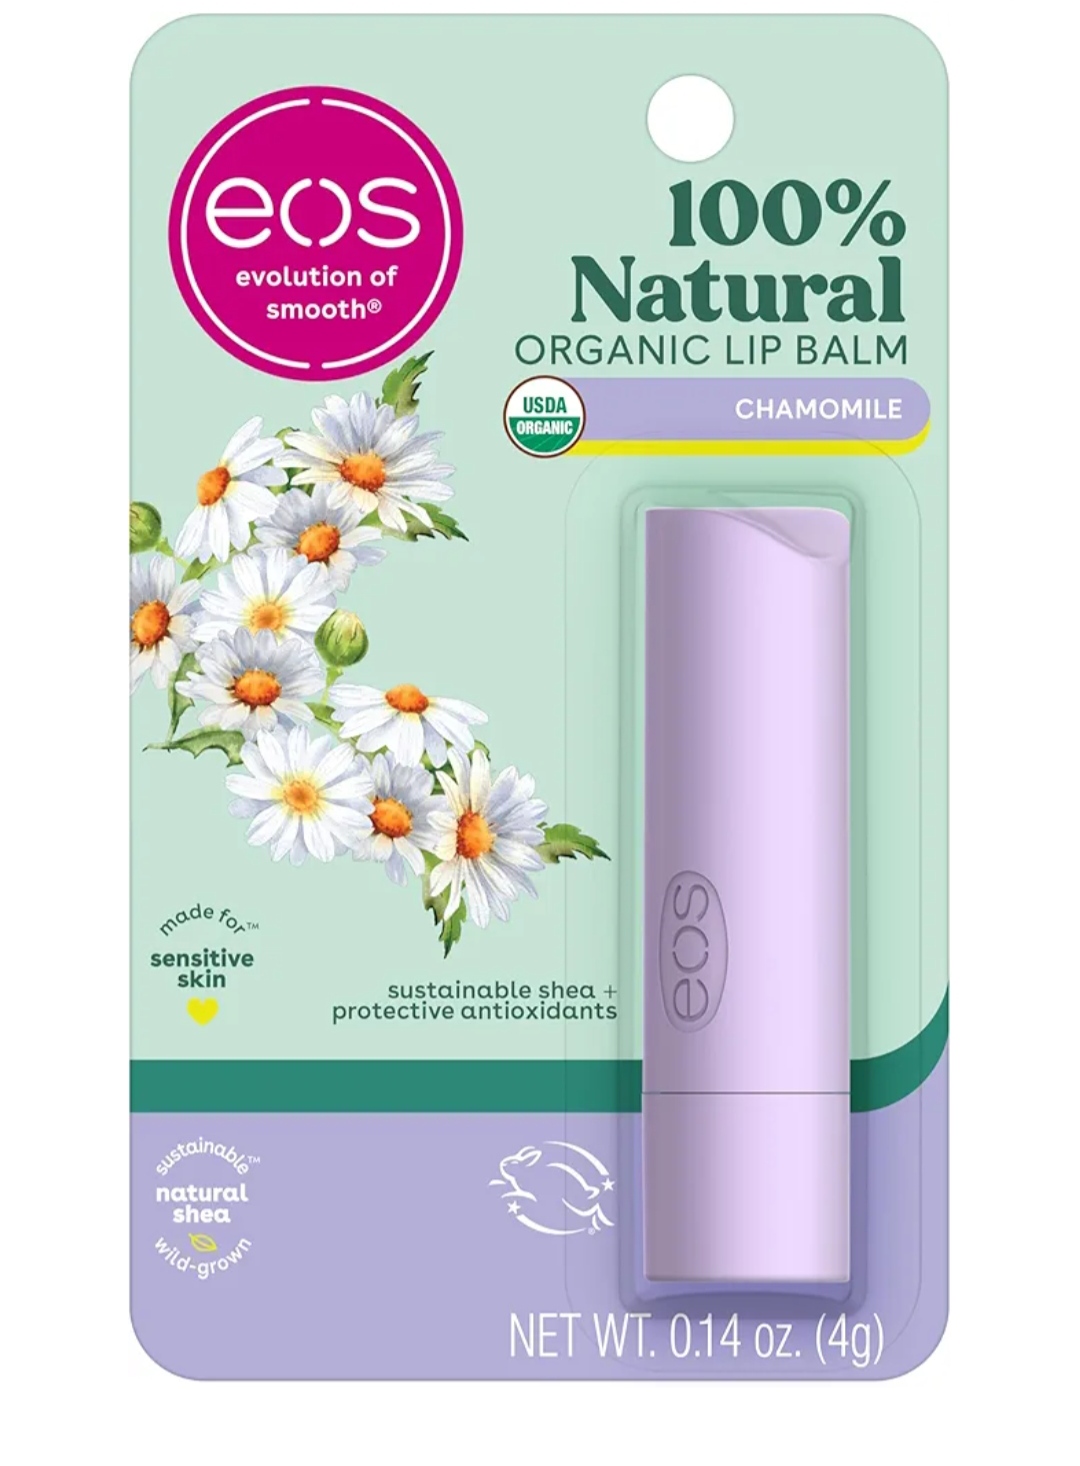 eos
evolution of
smooth®
100%
Natural
ORGANIC LIP BALM
USDA
ORGANIC
CHAMOMILE
made for™
sensitive
skin
sustainable shea +
protective antioxidants
eos
sustainable™
natural
shea
wild-grown
®
NET WT. 0.14 oz. (4g)